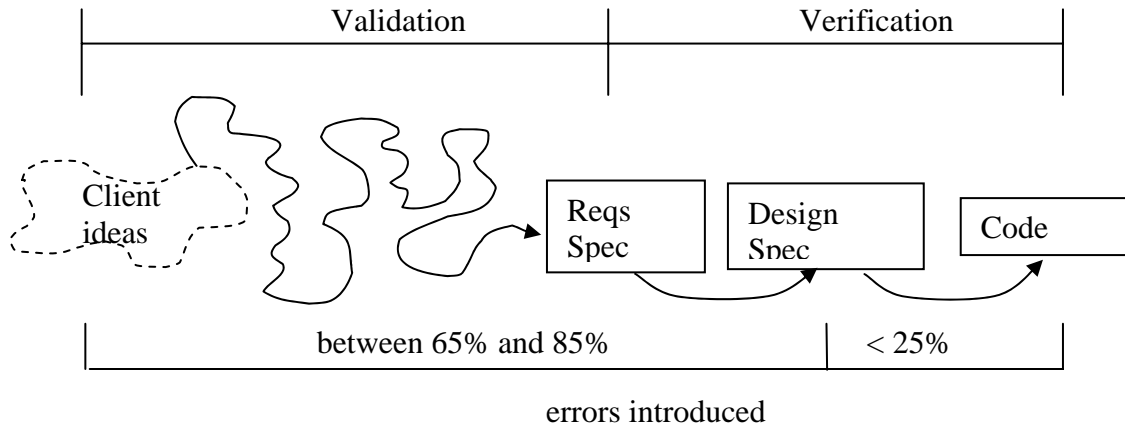 Validation Verification
Client
ideas
Reqs
Spec
Design
Spec
Code
between 65% and 85% < 25%
errors introduced